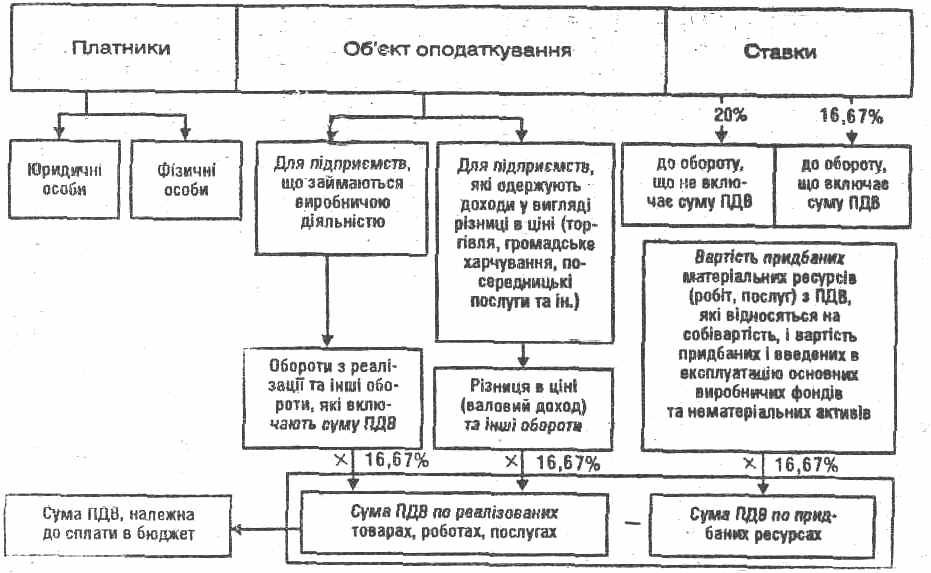 Платники
Об'єкт оподаткування
Ставки
20%
16,67%
Юридичні
особи
Фізичні
особи
Для підприємств,
що займаються
виробничою
діяльністю
Для підприємств,
які одержують
доходи у вигляді
різниці в ціні (тор-
гівля, громадське
харчування, по-
середницькі
послуги та ін.)
до обороту,
що не вклю-
чає суму ПДВ
до обороту,
що включає
суму ПДВ
Вартість придбаних
матеріальних ресурсів
(робіт, послуг) з ПДВ,
які відносяться на
собівартість, і вартість
придбаних і введених в
експлуатацію основних
виробничих фондів
та нематеріальних активів
Обороти з реалі-
зації та інші обо-
роти, які вклю-
чають суму ПДВ
Різниця в ціні
(валовий доход)
та інші обороти
× 16,67%
× 16,67%
× 16,67%
Сума ПДВ, належна
до сплати в бюджет
Сума ПДВ по реалізованих
товарах, роботах, послугах
–
Сума ПДВ по прид-
баних ресурсах